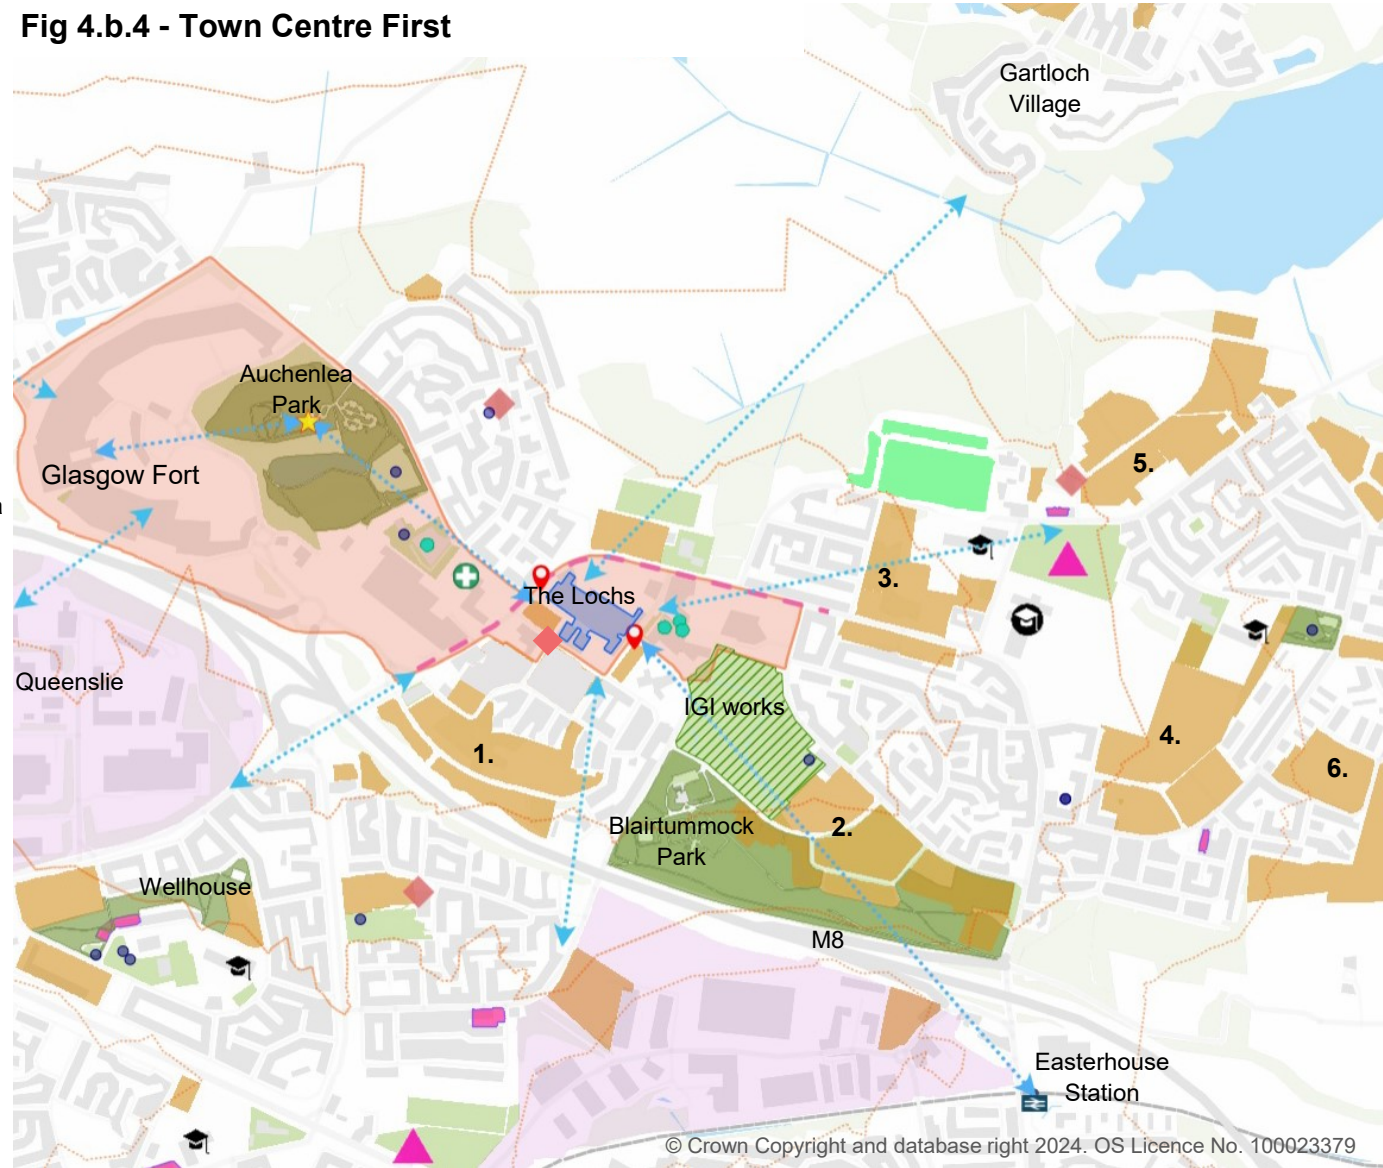 Fig 4.b.4 - Town Centre First
Gartloch
Village
Auchenlea
Park
Glasgow Fort
5.
3.
The Lochs
Queenslie
IGI works
1.
4.
6.
Blairtummock
Park
2.
Wellhouse
M8
Easterhouse
Station
© Crown Copyright and database right 2024. OS Licence No. 100023379